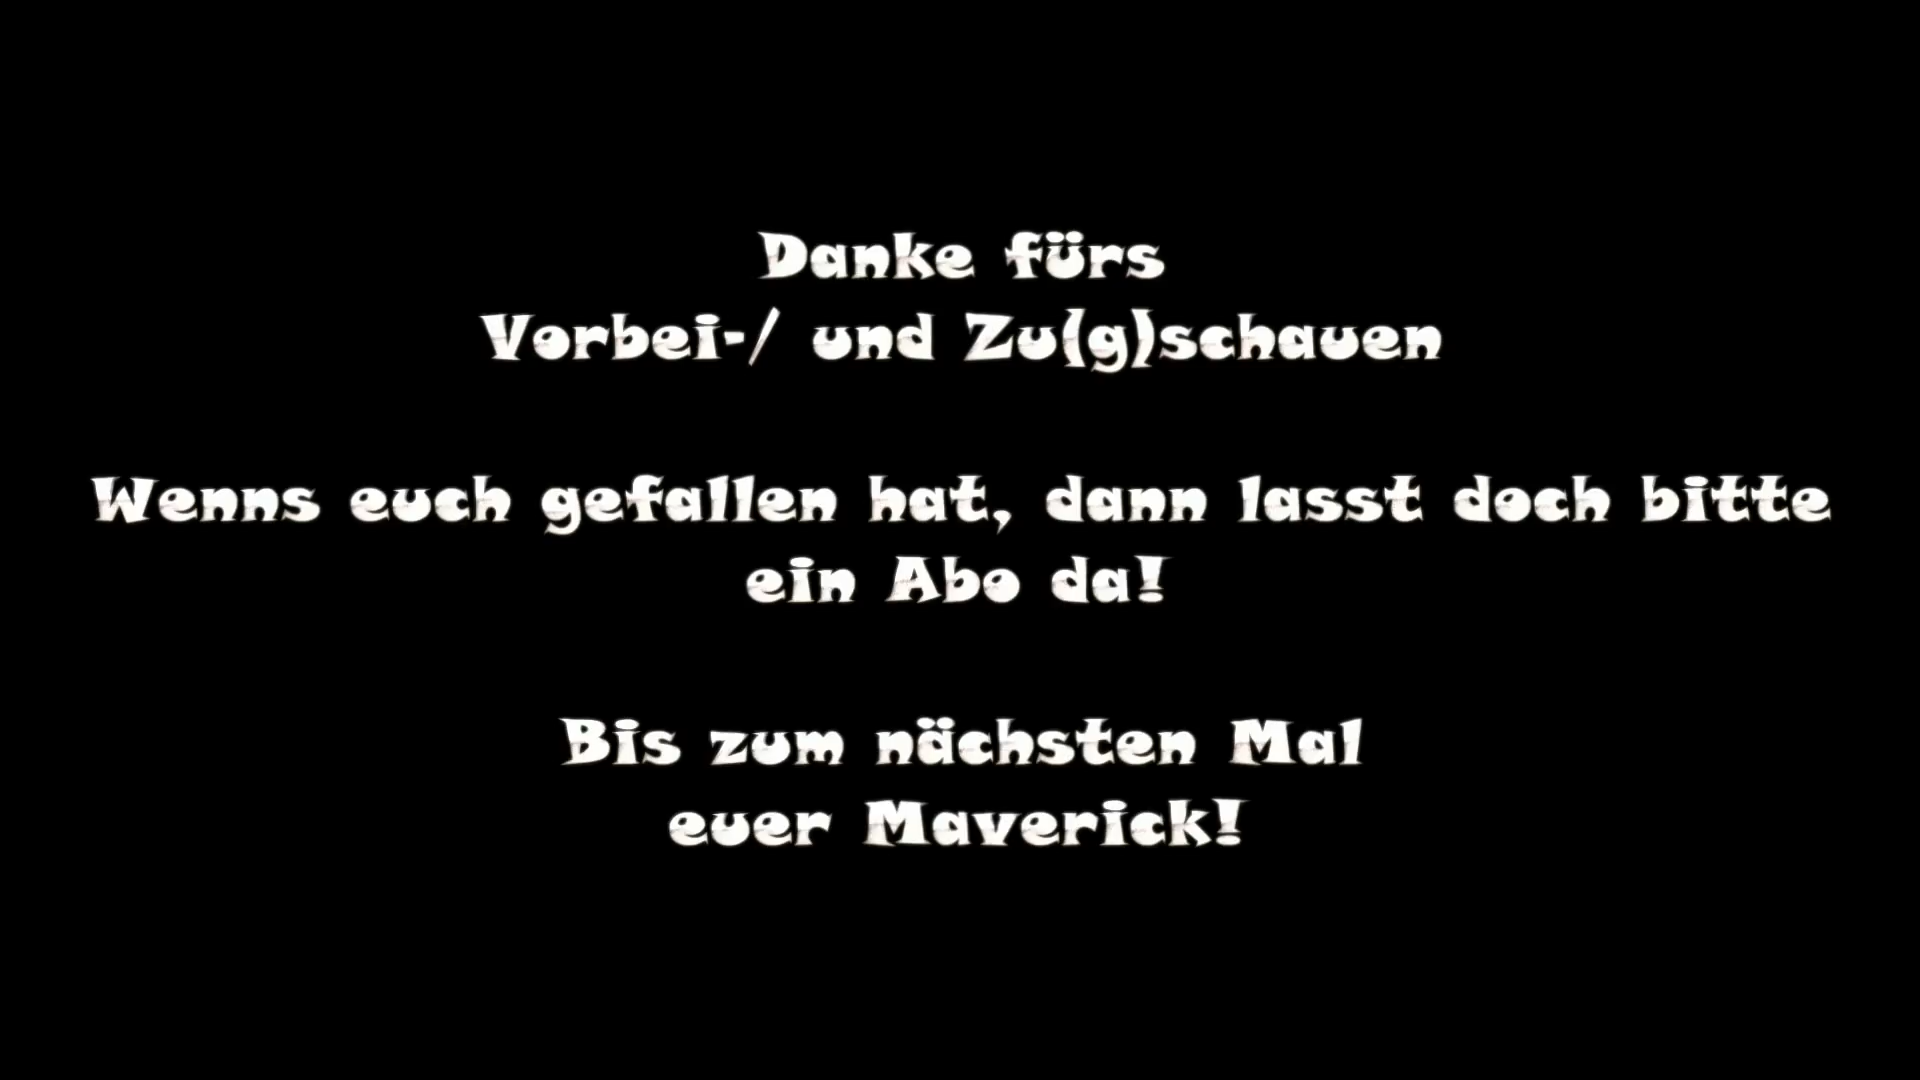 Danke fürs
Vorbei-/ und Zu(g)schauen
Wenns euch gefallen hat, dann lasst doch bitte
ein Abo da!
Bis zum nächsten Mal
euer Maverick!